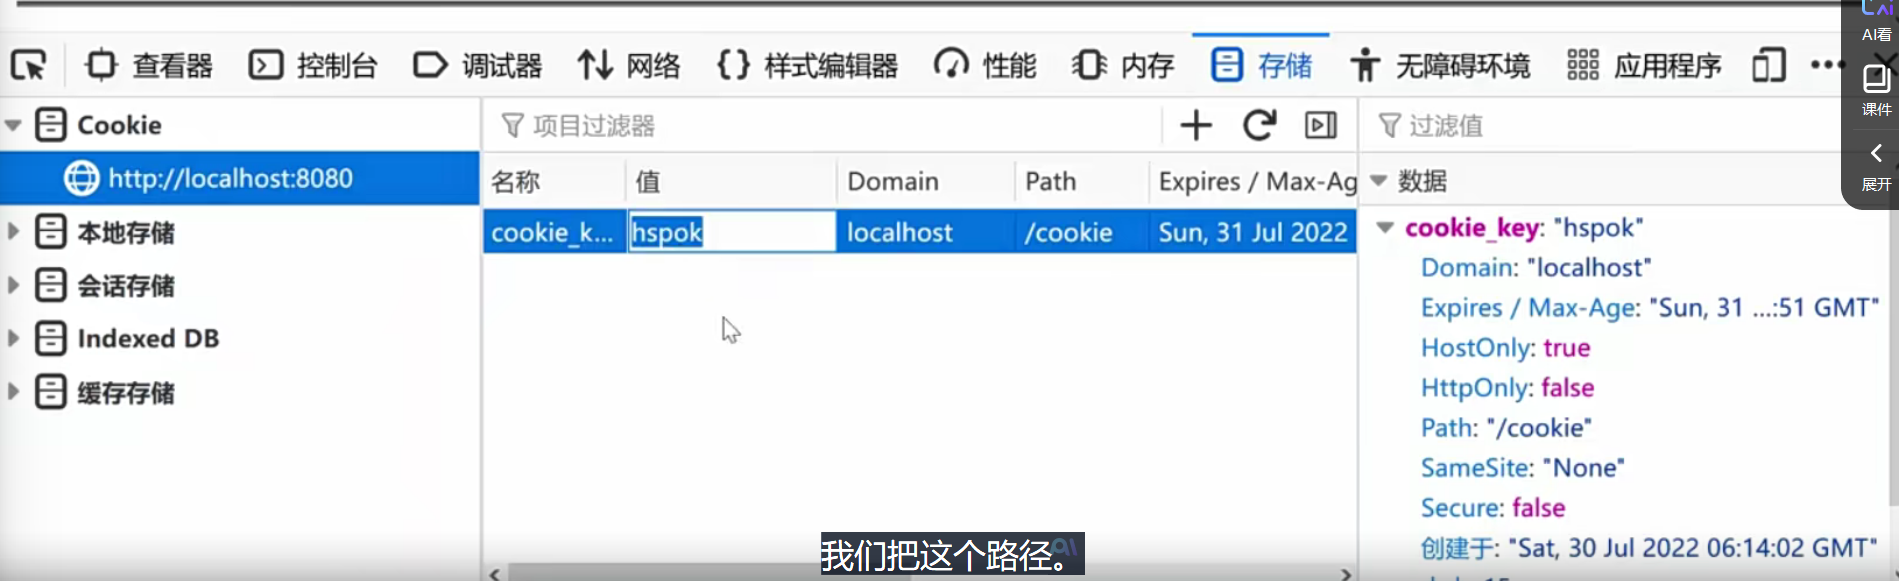 查看器 控制台 调试器 网络 {} 样式编辑器 性能 内存 存储 无障碍环境 应用程序
AI看
课件
展开
Cookie
http://localhost:8080
本地存储
会话存储
Indexed DB
缓存存储
项目过滤器
名称 值 Domain Path Expires / Max-Ag
cookie_k... hspok localhost /cookie Sun, 31 Jul 2022
过滤值
数据
cookie_key: "hspok"
Domain: "localhost"
Expires / Max-Age: "Sun, 31 ...:51 GMT"
HostOnly: true
HttpOnly: false
Path: "/cookie"
SameSite: "None"
Secure: false
创建于: "Sat, 30 Jul 2022 06:14:02 GMT"
我们把这个路径。